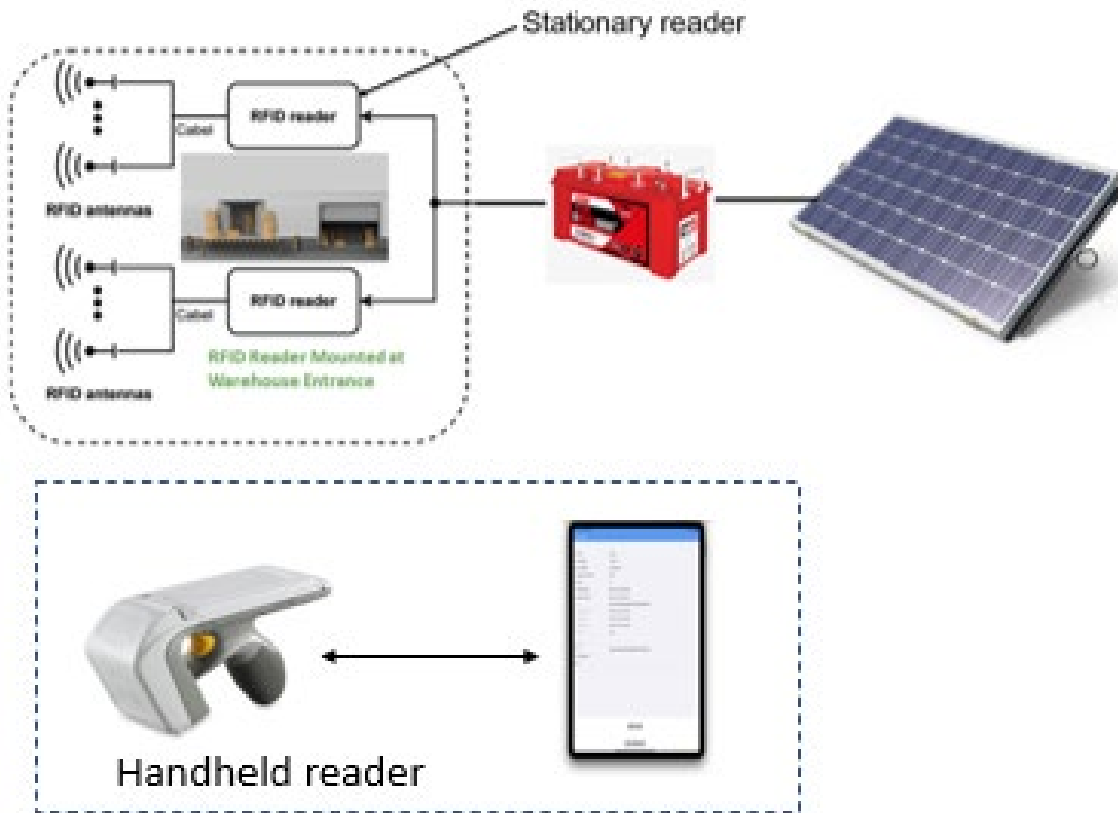 Stationary reader
RFID reader
Cabel
RFID antennas
RFID reader
Cabel
RFID Reader Mounted at
Warehouse Entrance
RFID antennas
Handheld reader